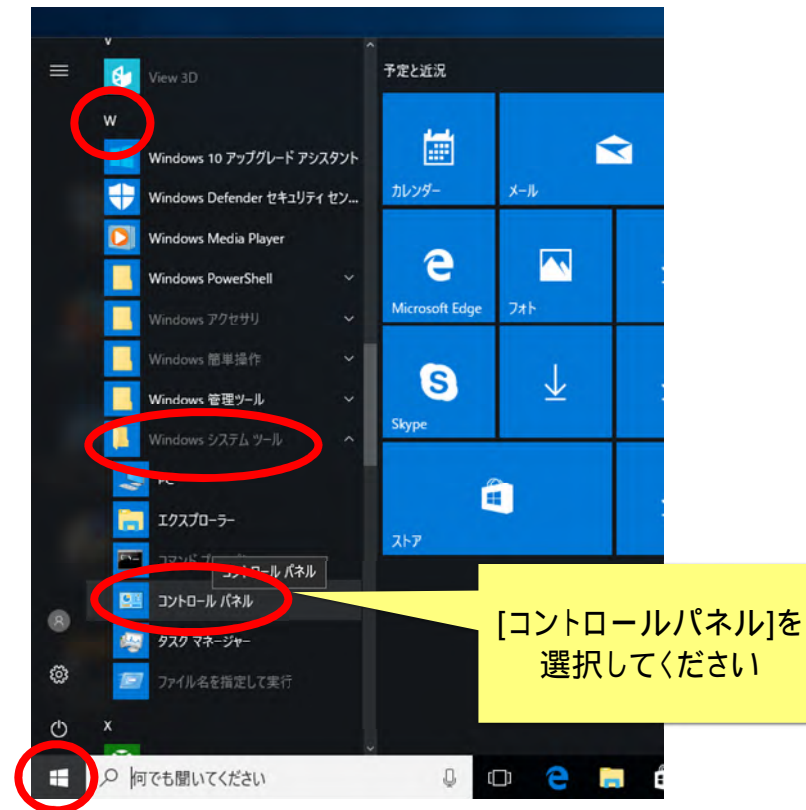 V
View 3D
W
Windows 10 アップグレード アシスタント
Windows Defender セキュリティ セン...
Windows Media Player
Windows PowerShell
Windows アクセサリ
Windows 簡単操作
Windows 管理ツール
Windows システム ツール
PC
エクスプローラー
コントロール パネル
コントロール パネル
タスク マネージャー
ファイル名を指定して実行
X
何でも聞いてください
予定と近況
カレンダー
メール
Microsoft Edge
フォト
Skype
ストア
[コントロールパネル]を
選択してください